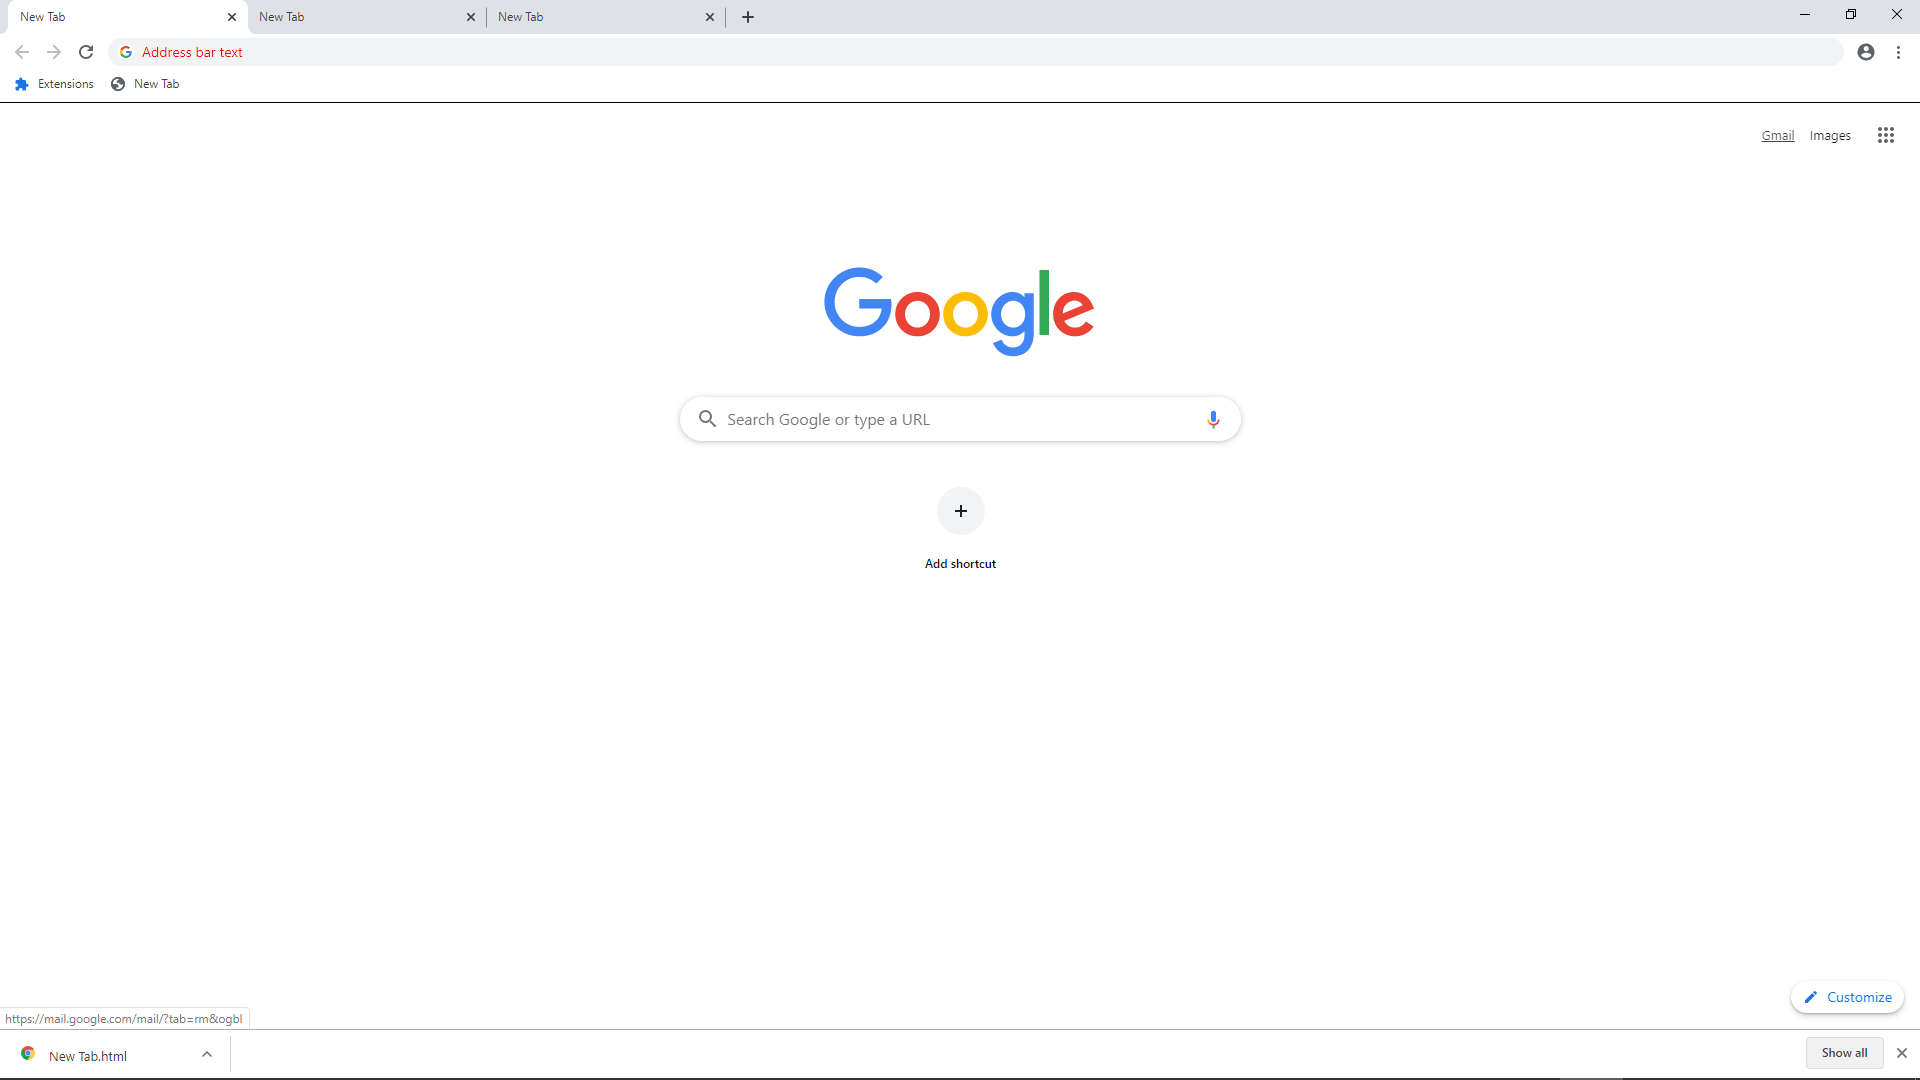 New Tab
New Tab
New Tab
Address bar text
Extensions
New Tab
Gmail
Images
Google
Search Google or type a URL
Add shortcut
Customize
https://mail.google.com/mail/?tab=rm&ogbl
New Tab.html
Show all